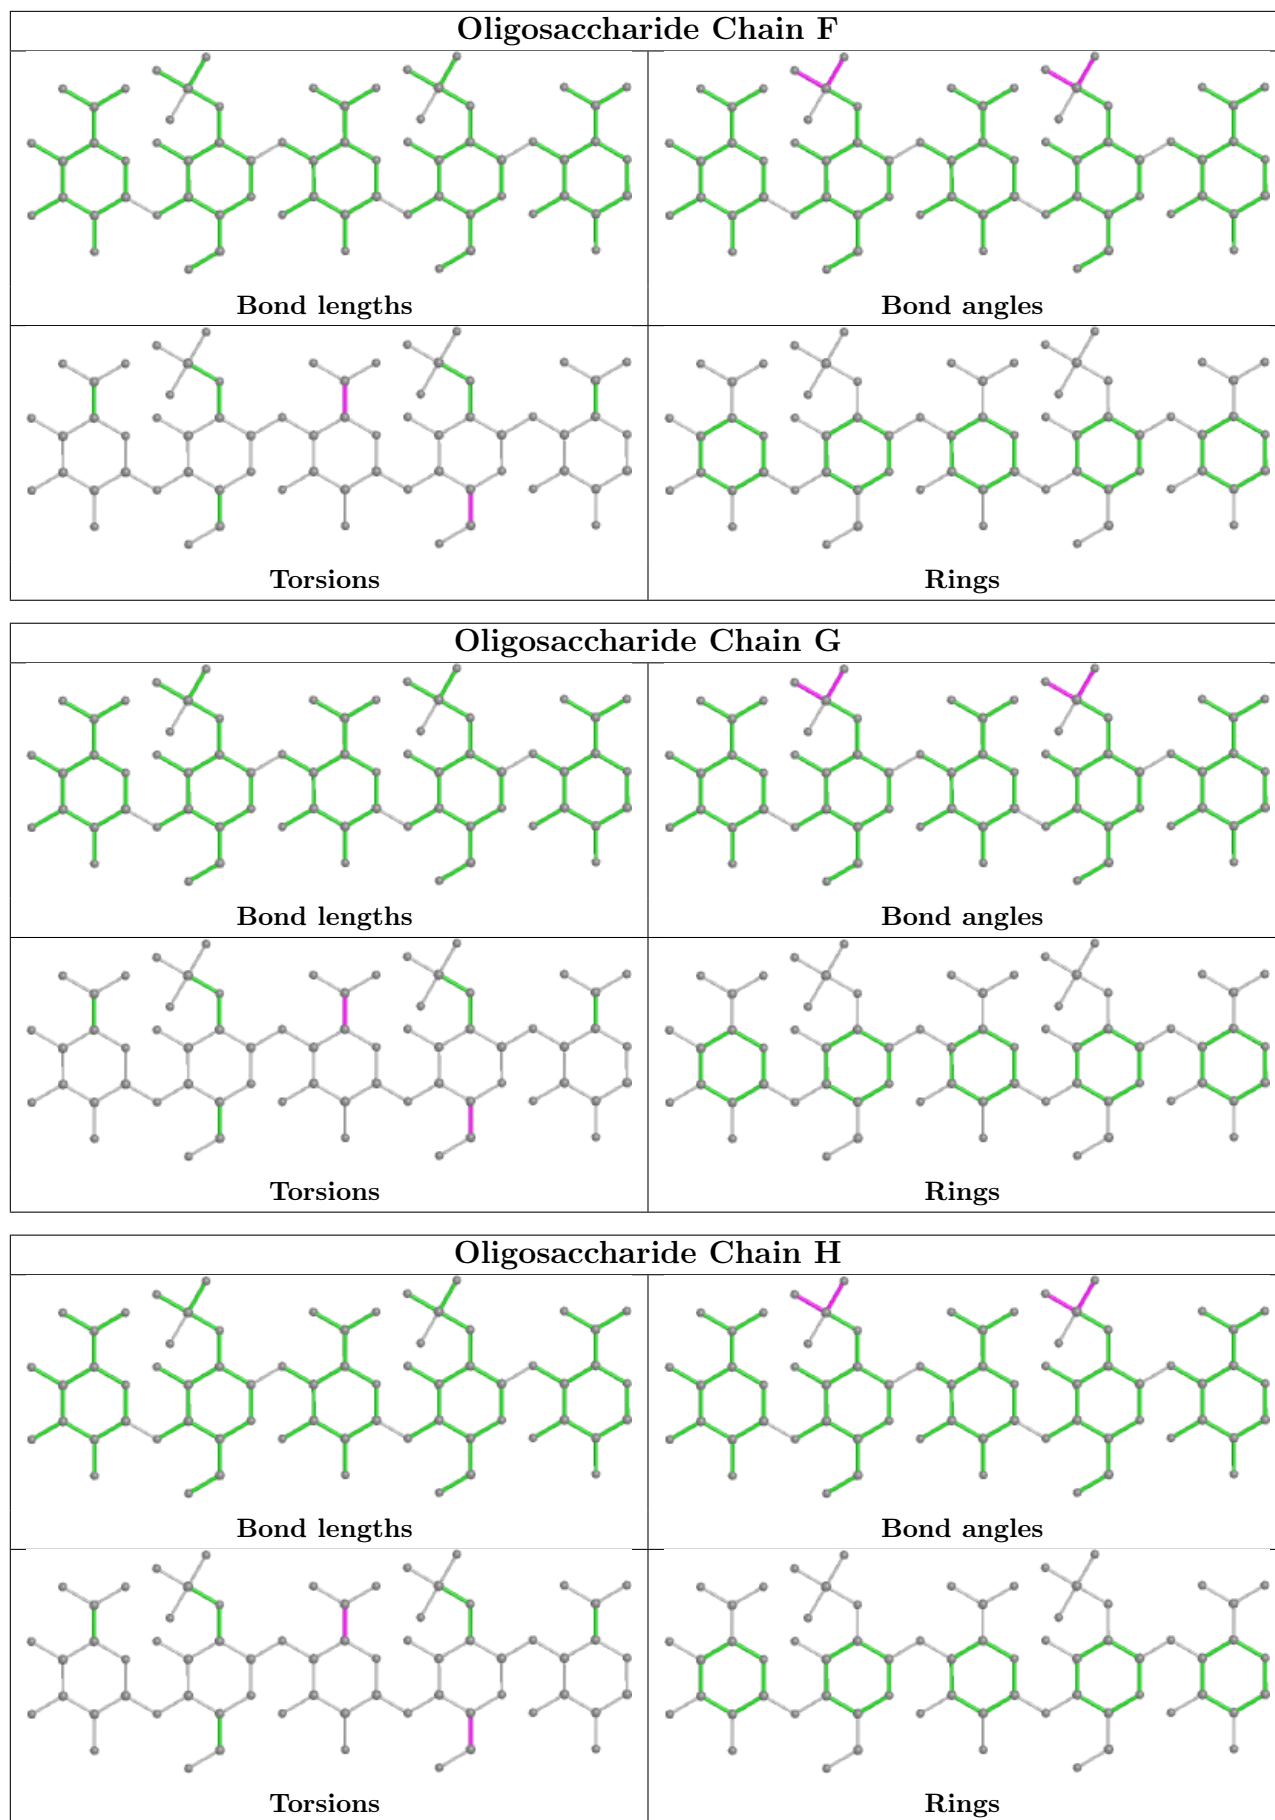 Oligosaccharide Chain F
Bond lengths
Bond angles
Torsions
Rings
Oligosaccharide Chain G
Bond lengths
Bond angles
Torsions
Rings
Oligosaccharide Chain H
Bond lengths
Bond angles
Torsions
Rings